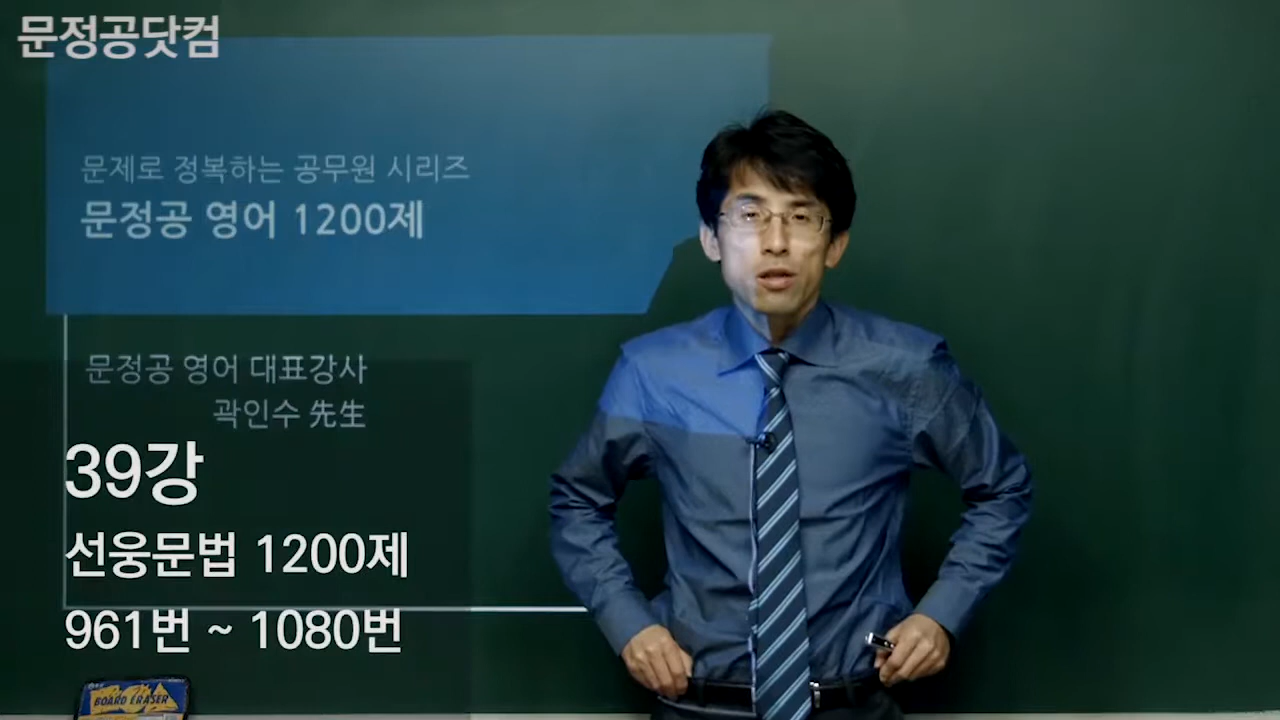 문정공닷컴
문제로 정복하는 공무원 시리즈
문정공 영어 1200제
문정공 영어 대표강사
곽인수 先生
39강
선웅문법 1200제
961번 ~ 1080번
BOARD ERASER